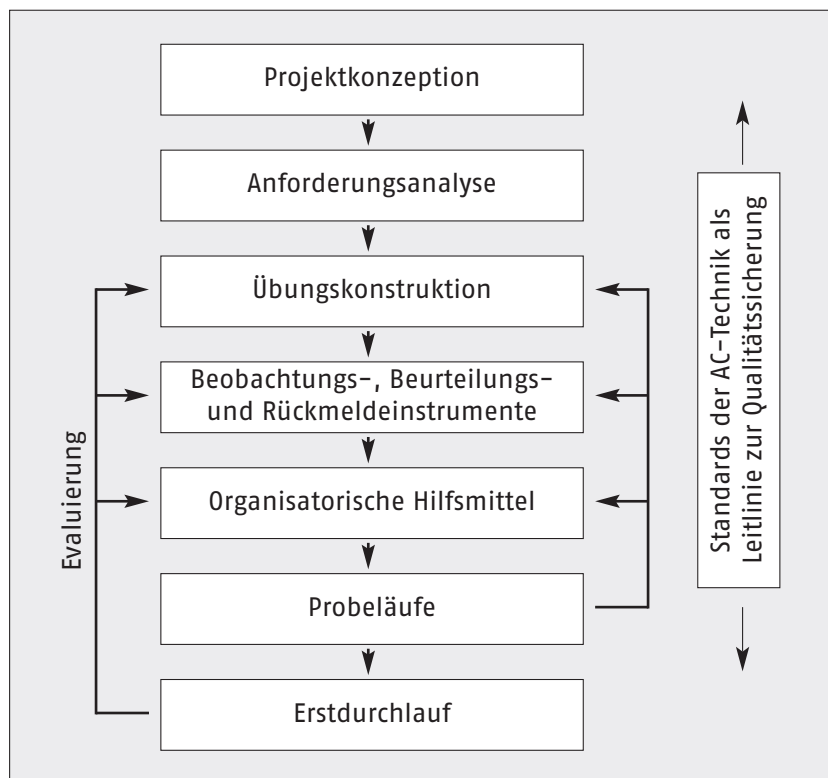 Projektkonzeption
Anforderungsanalyse
Übungskonstruktion
Beobachtungs-, Beurteilungs-
und Rückmeldeinstrumente
Organisatorische Hilfsmittel
Probeläufe
Erstdurchlauf
Evaluierung
Standards der AC-Technik als
Leitlinie zur Qualitätssicherung